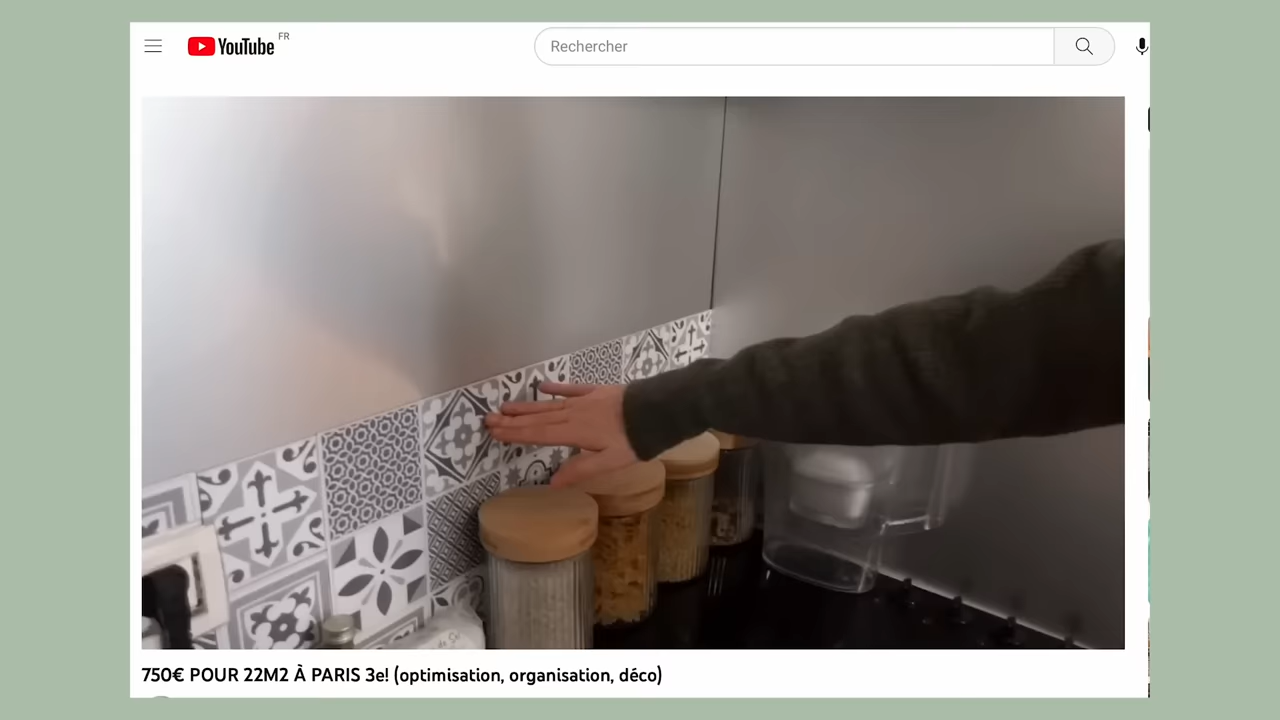 YouTube FR
Rechercher
750€ POUR 22M2 À PARIS 3e! (optimisation, organisation, déco)